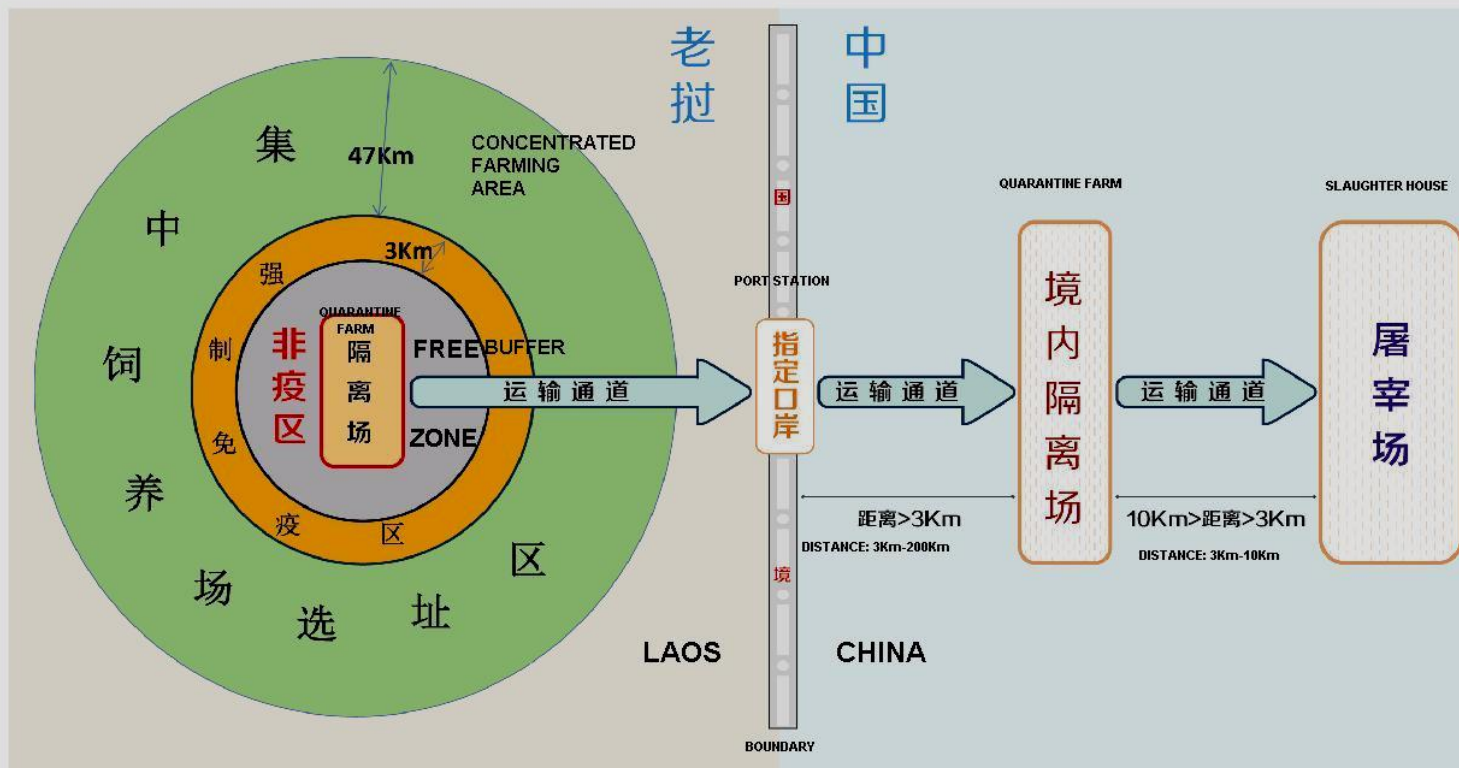 老挝
中国
集中饲养场选址区
47Km
CONCENTRATED
FARMING
AREA
强制免疫区
3Km
非疫区
QUARANTINE
FARM
隔离场
FREE
ZONE
BUFFER
运输通道
国境
PORT STATION
指定口岸
运输通道
QUARANTINE FARM
境内隔离场
运输通道
SLAUGHTER HOUSE
屠宰场
距离>3Km
DISTANCE: 3Km-200Km
10Km>距离>3Km
DISTANCE: 3Km-10Km
LAOS
CHINA
BOUNDARY